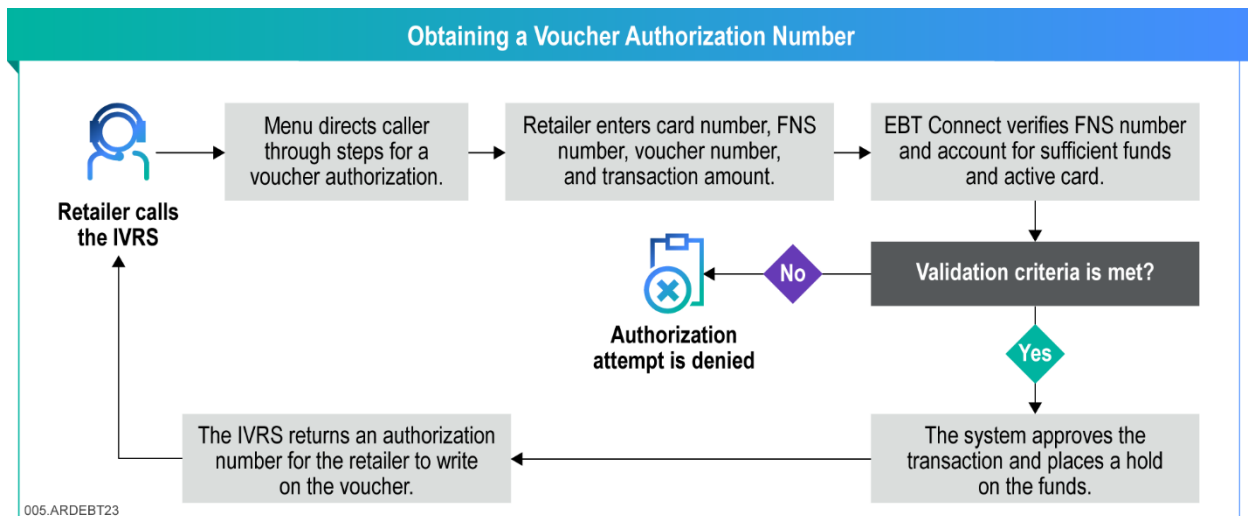 Obtaining a Voucher Authorization Number
Retailer calls
the IVRS
Menu directs caller
through steps for a
voucher authorization.
Retailer enters card number, FNS
number, voucher number,
and transaction amount.
EBT Connect verifies FNS number
and account for sufficient funds
and active card.
Validation criteria is met?
No
Authorization
attempt is denied
Yes
The system approves the
transaction and places a hold
on the funds.
The IVRS returns an authorization
number for the retailer to write
on the voucher.
005.ARDEBT23